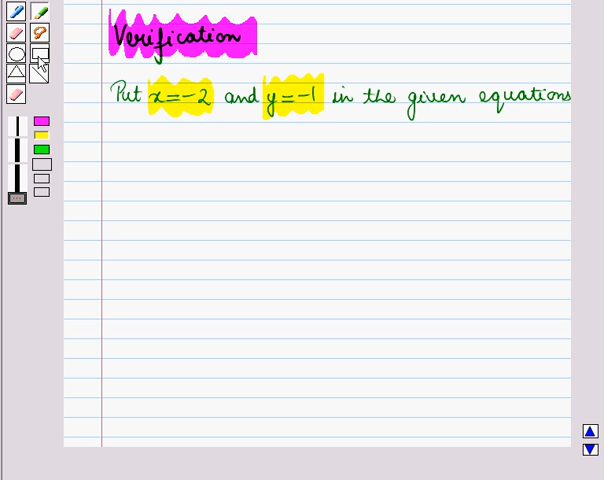 Verification
Put x=-2 and y=-1 in the given equations